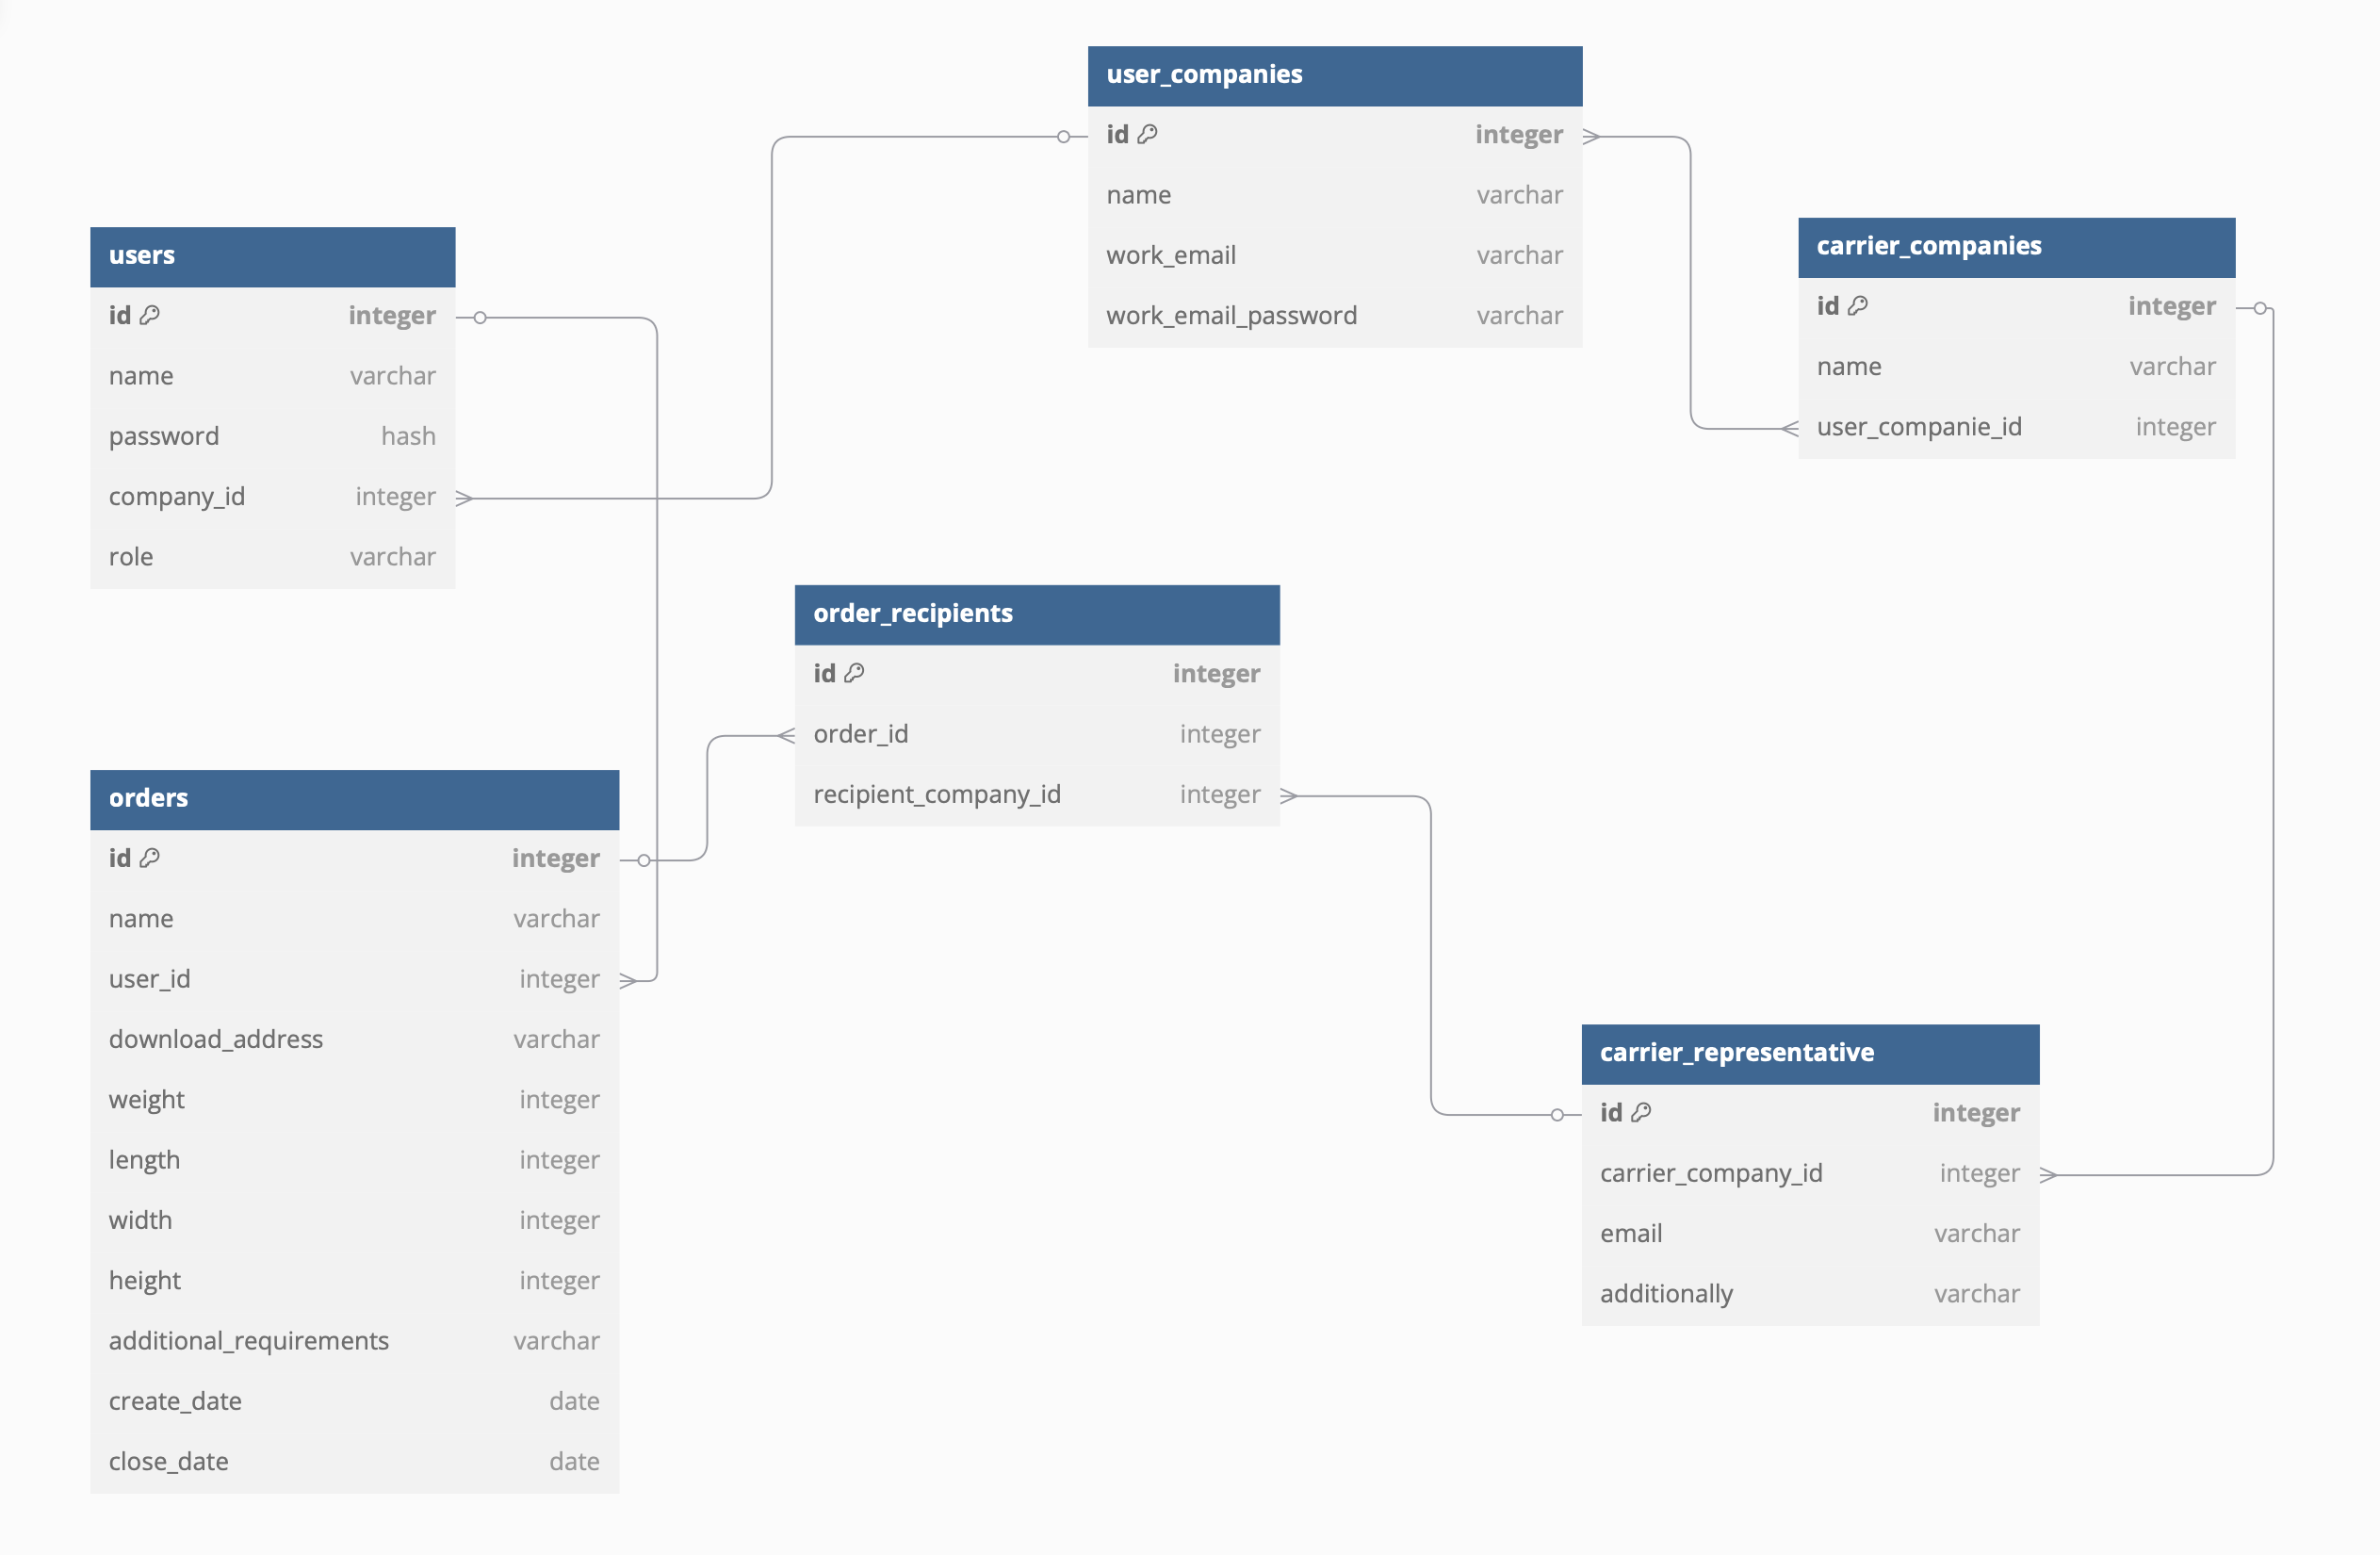 user_companies
id integer
name varchar
work_email varchar
work_email_password varchar
carrier_companies
id integer
name varchar
user_companie_id integer
users
id integer
name varchar
password hash
company_id integer
role varchar
order_recipients
id integer
order_id integer
recipient_company_id integer
orders
id integer
name varchar
user_id integer
download_address varchar
weight integer
length integer
width integer
height integer
additional_requirements varchar
create_date date
close_date date
carrier_representative
id integer
carrier_company_id integer
email varchar
additionally varchar